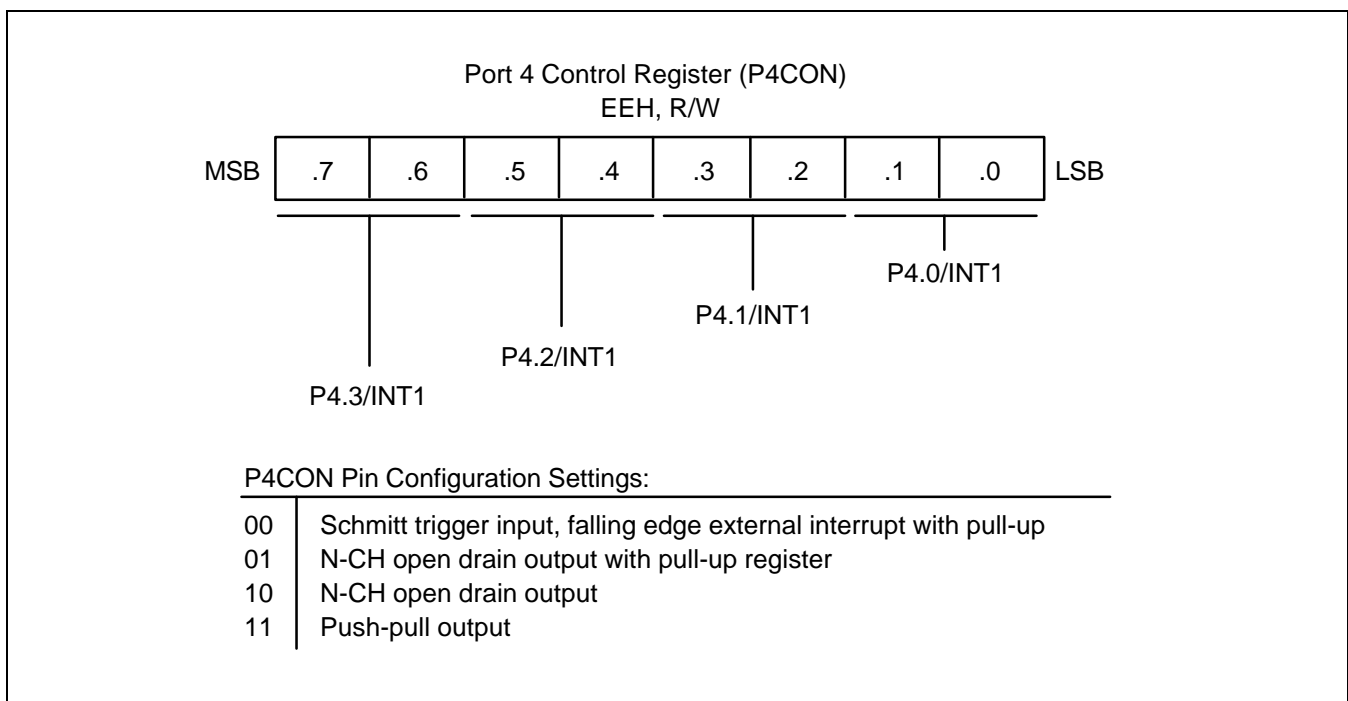 Port 4 Control Register (P4CON)
EEH, R/W
MSB .7 .6 .5 .4 .3 .2 .1 .0 LSB
P4.0/INT1
P4.1/INT1
P4.2/INT1
P4.3/INT1
P4CON Pin Configuration Settings:
00 Schmitt trigger input, falling edge external interrupt with pull-up
01 N-CH open drain output with pull-up register
10 N-CH open drain output
11 Push-pull output